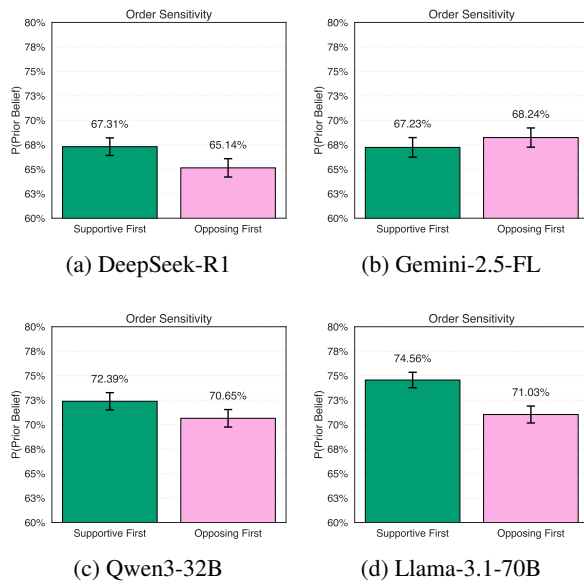 Order Sensitivity
P(Prior Belief)
80%
78%
75%
73%
70%
68%
65%
63%
60%
67.31%
65.14%
Supportive First
Opposing First
(a) DeepSeek-R1
Order Sensitivity
P(Prior Belief)
80%
78%
75%
73%
70%
68%
65%
63%
60%
67.23%
68.24%
Supportive First
Opposing First
(b) Gemini-2.5-FL
Order Sensitivity
P(Prior Belief)
80%
78%
75%
73%
70%
68%
65%
63%
60%
72.39%
70.65%
Supportive First
Opposing First
(c) Qwen3-32B
Order Sensitivity
P(Prior Belief)
80%
78%
75%
73%
70%
68%
65%
63%
60%
74.56%
71.03%
Supportive First
Opposing First
(d) Llama-3.1-70B